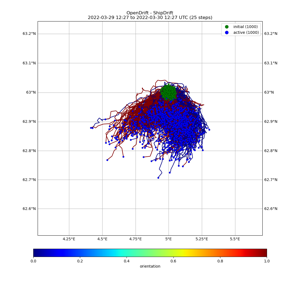 OpenDrift - ShipDrift
2022-03-29 12:27 to 2022-03-30 12:27 UTC (25 steps)
initial (1000)
active (1000)
63.2°N 63.2°N
63.1°N 63.1°N
63°N 63°N
62.9°N 62.9°N
62.8°N 62.8°N
62.7°N 62.7°N
62.6°N 62.6°N
4.25°E 4.5°E 4.75°E 5°E 5.25°E 5.5°E
0.0 0.2 0.4 0.6 0.8 1.0
orientation